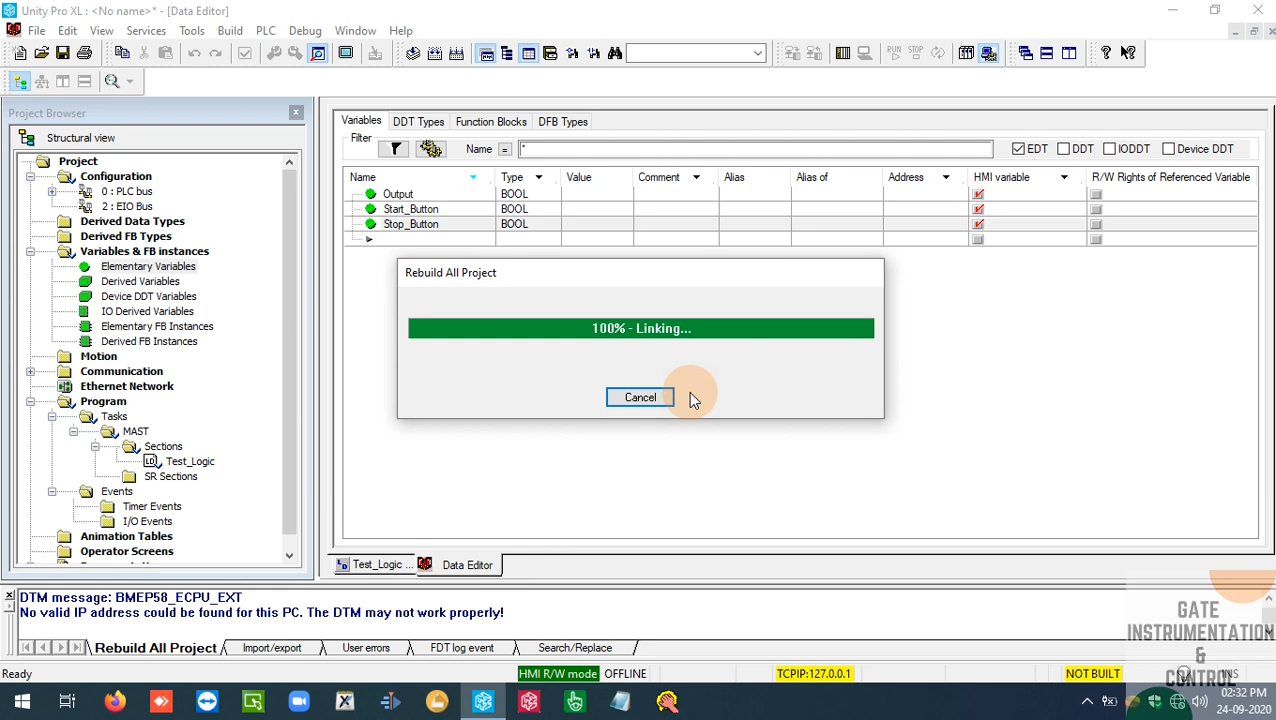 Unity Pro XL : <No name>* - [Data Editor]
File Edit View Services Tools Build PLC Debug Window Help
Project Browser
Structural view
Project
Configuration
0 : PLC bus
2 : EIO Bus
Derived Data Types
Derived FB Types
Variables & FB instances
Elementary Variables
Derived Variables
Device DDT Variables
IO Derived Variables
Elementary FB Instances
Derived FB Instances
Motion
Communication
Ethernet Network
Program
Tasks
MAST
Sections
Test_Logic
SR Sections
Events
Timer Events
I/O Events
Animation Tables
Operator Screens
Variables DDT Types Function Blocks DFB Types
Filter
Name = * EDT DDT IODDT Device DDT
Name Type Value Comment Alias Alias of Address HMI variable R/W Rights of Referenced Variable
Output BOOL
Start_Button BOOL
Stop_Button BOOL
Rebuild All Project
100% - Linking...
Cancel
Test_Logic ... Data Editor
DTM message: BMEP58_ECPU_EXT
No valid IP address could be found for this PC. The DTM may not work properly!
Rebuild All Project Import/export User errors FDT log event Search/Replace
Ready HMI R/W mode OFFLINE TCPIP:127.0.0.1 NOT BUILT
GATE
INSTRUMENTATION
&
CONTROL
02:32 PM
24-09-2020